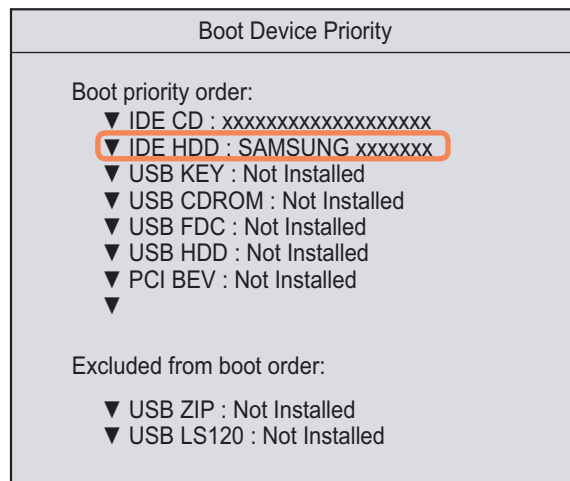 Boot Device Priority
Boot priority order:
▼ IDE CD : xxxxxxxxxxxxxxxxxxx
▼ IDE HDD : SAMSUNG xxxxxxx
▼ USB KEY : Not Installed
▼ USB CDROM : Not Installed
▼ USB FDC : Not Installed
▼ USB HDD : Not Installed
▼ PCI BEV : Not Installed
▼
Excluded from boot order:
▼ USB ZIP : Not Installed
▼ USB LS120 : Not Installed